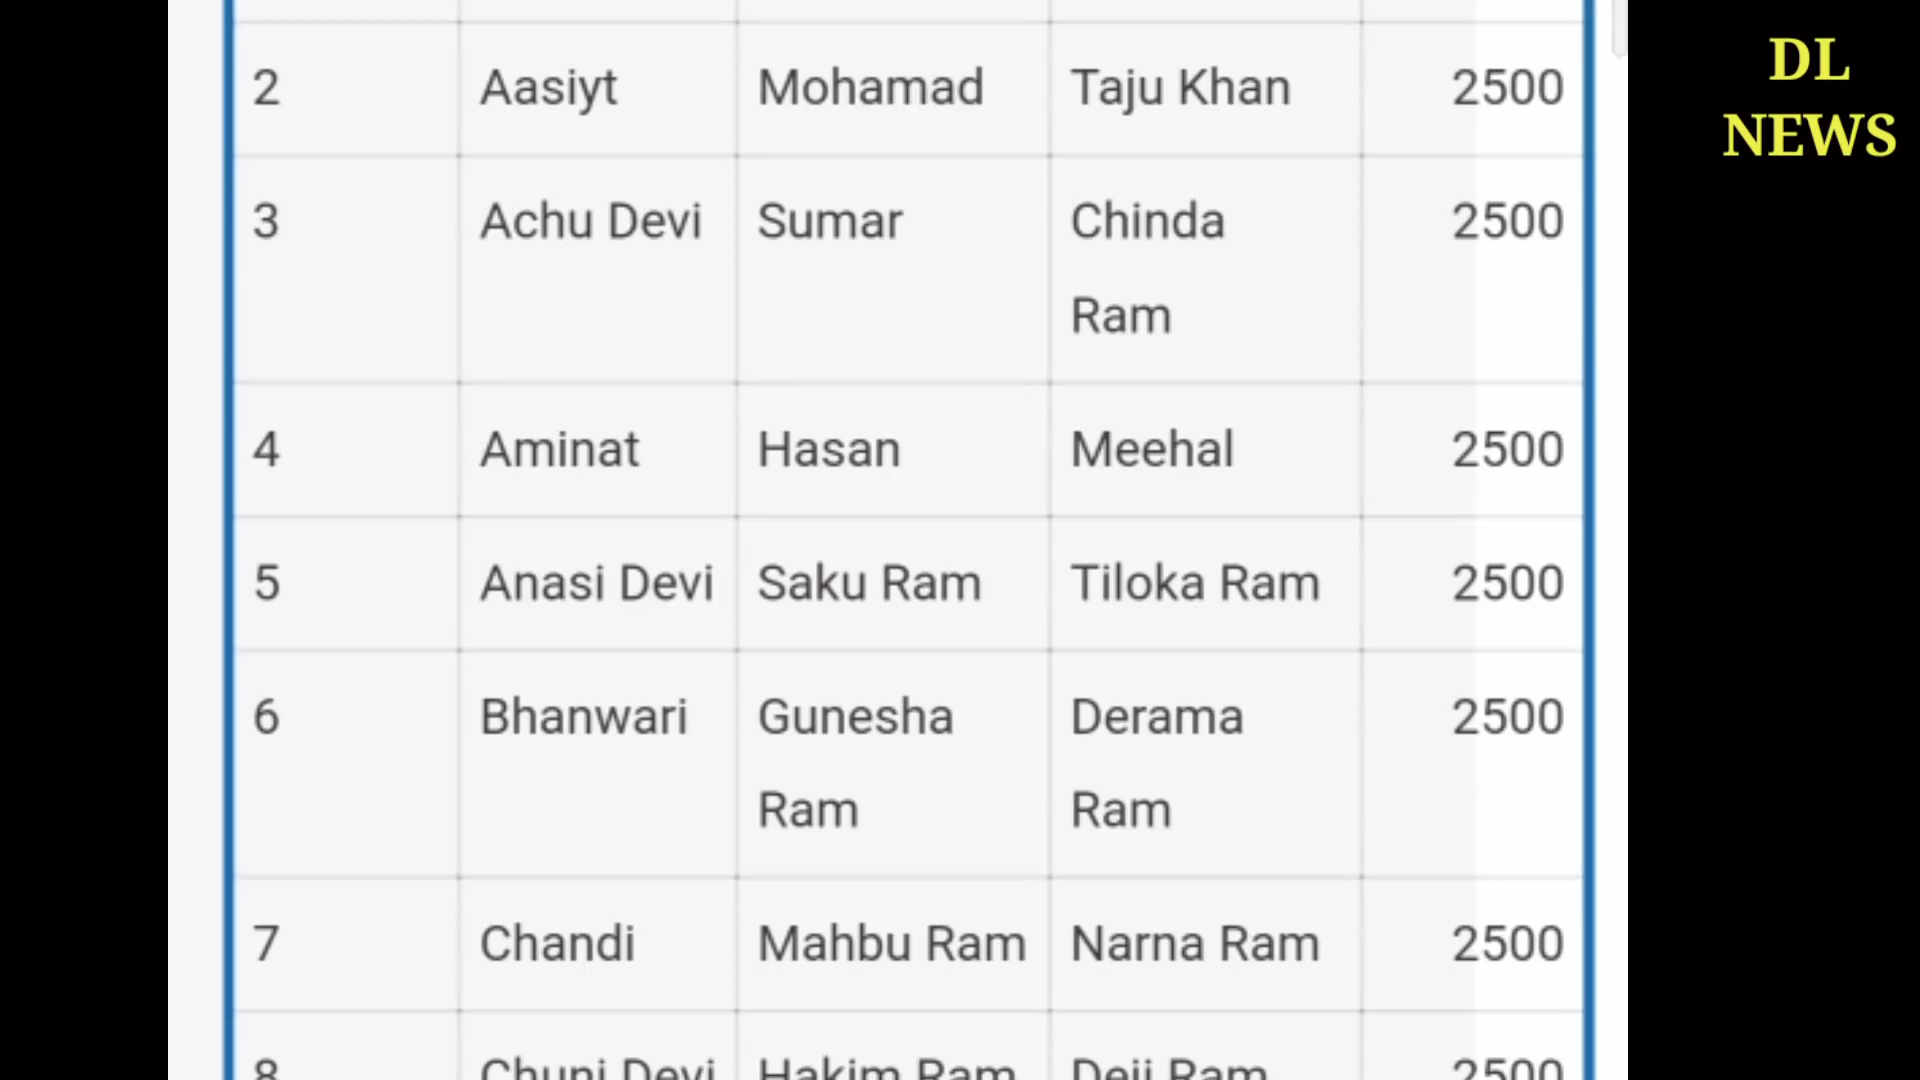 DL
NEWS
2 Aasiyt Mohamad Taju Khan 2500
3 Achu Devi Sumar Chinda 2500
Ram
4 Aminat Hasan Meehal 2500
5 Anasi Devi Saku Ram Tiloka Ram 2500
6 Bhanwari Gunesha Derama 2500
Ram Ram
7 Chandi Mahbu Ram Narna Ram 2500
8 Chuni Devi Hakim Ram Deji Ram 2500